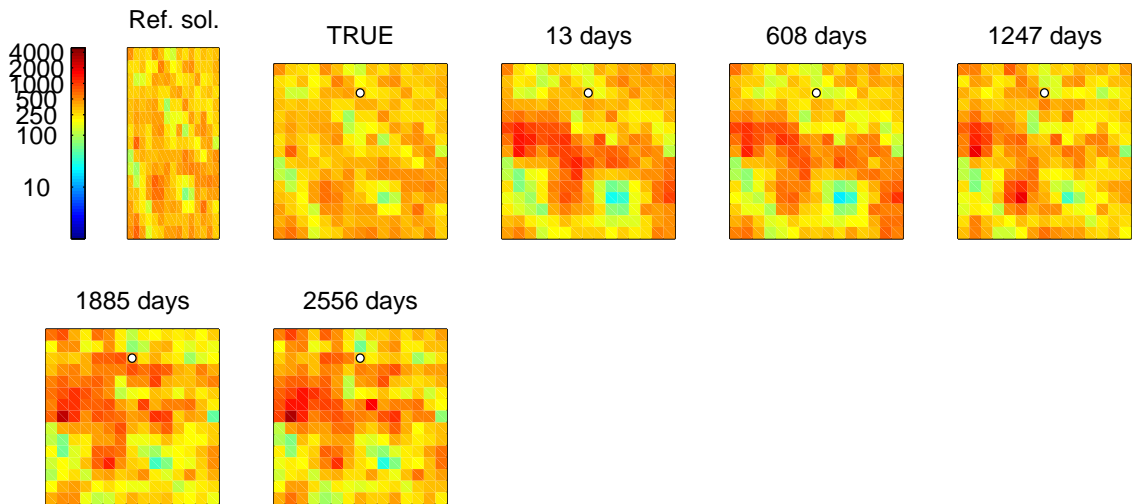 Ref. sol.
TRUE
13 days
608 days
1247 days
4000
2000
1000
500
250
100
10
1885 days
2556 days